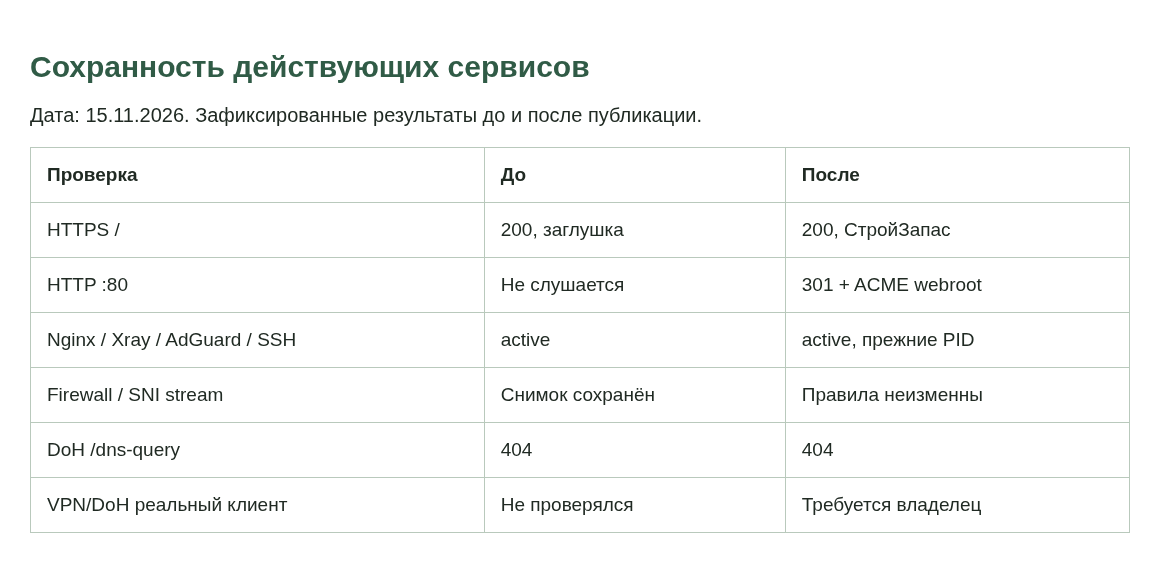 Сохранность действующих сервисов
Дата: 15.11.2026. Зафиксированные результаты до и после публикации.
Проверка До После
HTTPS / 200, заглушка 200, СтройЗапас
HTTP :80 Не слушается 301 + ACME webroot
Nginx / Xray / AdGuard / SSH active active, прежние PID
Firewall / SNI stream Снимок сохранён Правила неизменны
DoH /dns-query 404 404
VPN/DoH реальный клиент Не проверялся Требуется владелец